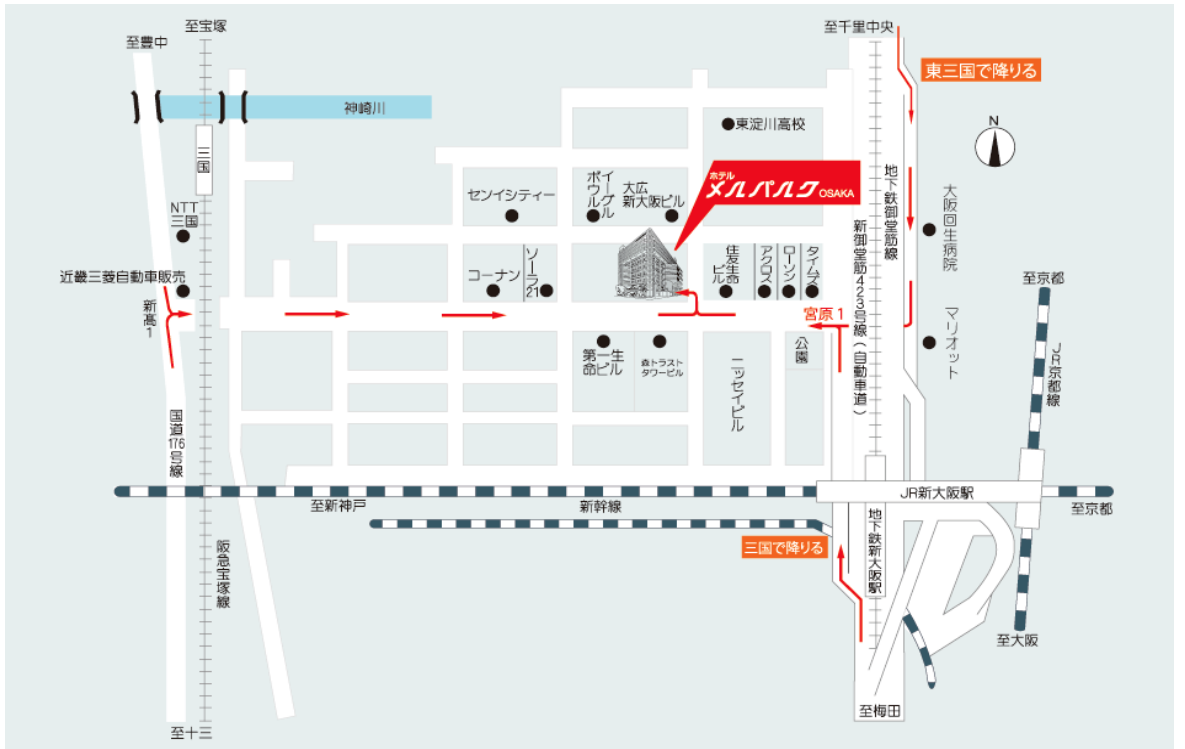 至宝塚
至豊中
至千里中央
東三国で降りる
神崎川
三国
東淀川高校
N
ホテル
メルパルク OSAKA
地下鉄御堂筋線
新御堂筋423号線(自動車道)
大阪回生病院
センイシティー
イーグル
ボウル
大広
新大阪ビル
NTT
三国
近畿三菱自動車販売
コーナン
ソーラ21
住友生命
ビル
アクロス
ローソン
タイムズ
至京都
新高1
宮原1
マリオット
JR京都線
第一生
命ビル
森トラスト
タワービル
ニッセイビル
公園
国道176号線
至新神戸
新幹線
JR新大阪駅
至京都
阪急宝塚線
三国で降りる
地下鉄新大阪駅
至大阪
至梅田
至十三